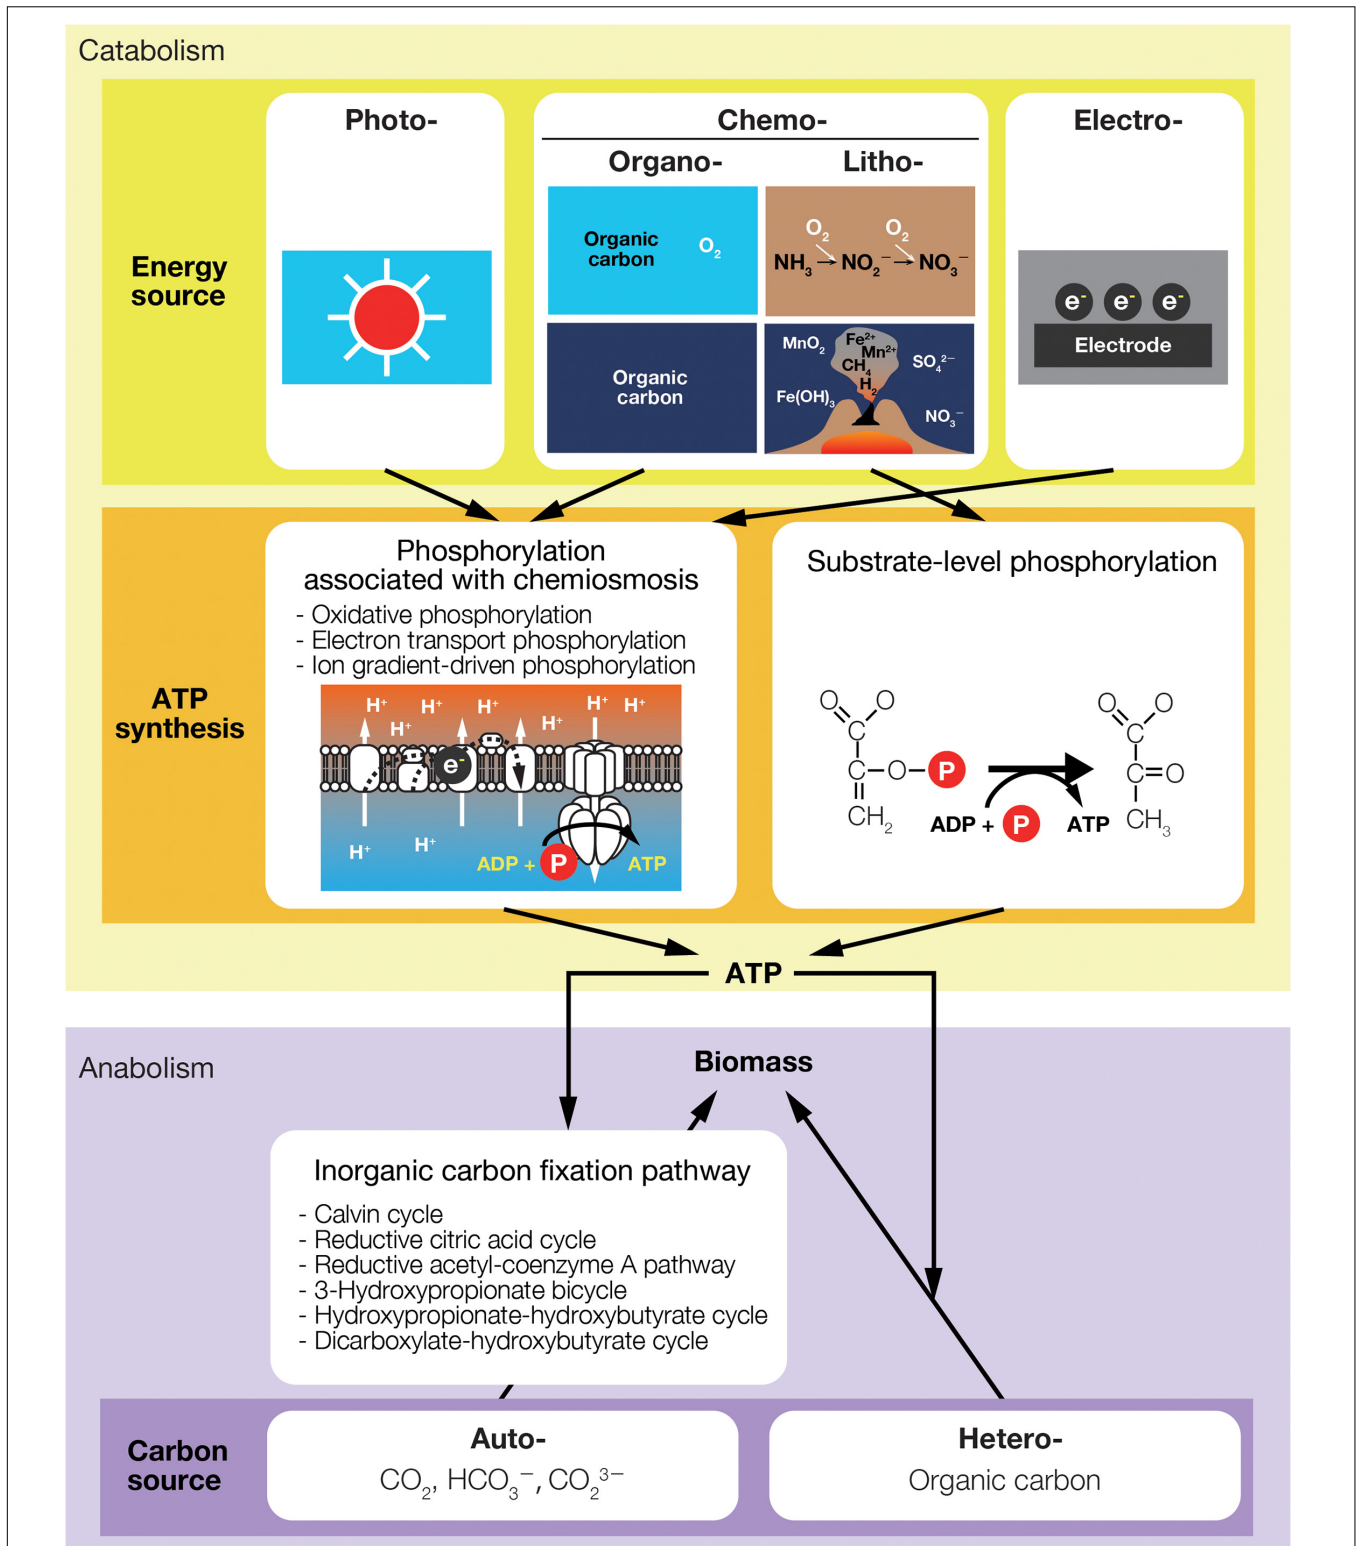 Catabolism
Energy
source
Photo-
Chemo-
Organo-
Litho-
Organic
carbon
O₂
O₂ O₂
NH₃ → NO₂⁻ → NO₃⁻
Organic
carbon
MnO₂
Fe²⁺
Mn²⁺
CH₄
H₂
SO₄²⁻
Fe(OH)₃
NO₃⁻
Electro-
e⁻ e⁻ e⁻
Electrode
ATP
synthesis
Phosphorylation
associated with chemiosmosis
- Oxidative phosphorylation
- Electron transport phosphorylation
- Ion gradient-driven phosphorylation
H⁺ H⁺ H⁺ H⁺ H⁺
H⁺ H⁺
e⁻
H⁺ H⁺
ADP + P ATP
Substrate-level phosphorylation
O O
C
C-O-P
CH₂
ADP + P ATP
O O
C
C=O
CH₃
ATP
Anabolism
Biomass
Inorganic carbon fixation pathway
- Calvin cycle
- Reductive citric acid cycle
- Reductive acetyl-coenzyme A pathway
- 3-Hydroxypropionate bicycle
- Hydroxypropionate-hydroxybutyrate cycle
- Dicarboxylate-hydroxybutyrate cycle
Carbon
source
Auto-
CO₂, HCO₃⁻, CO₂³⁻
Hetero-
Organic carbon